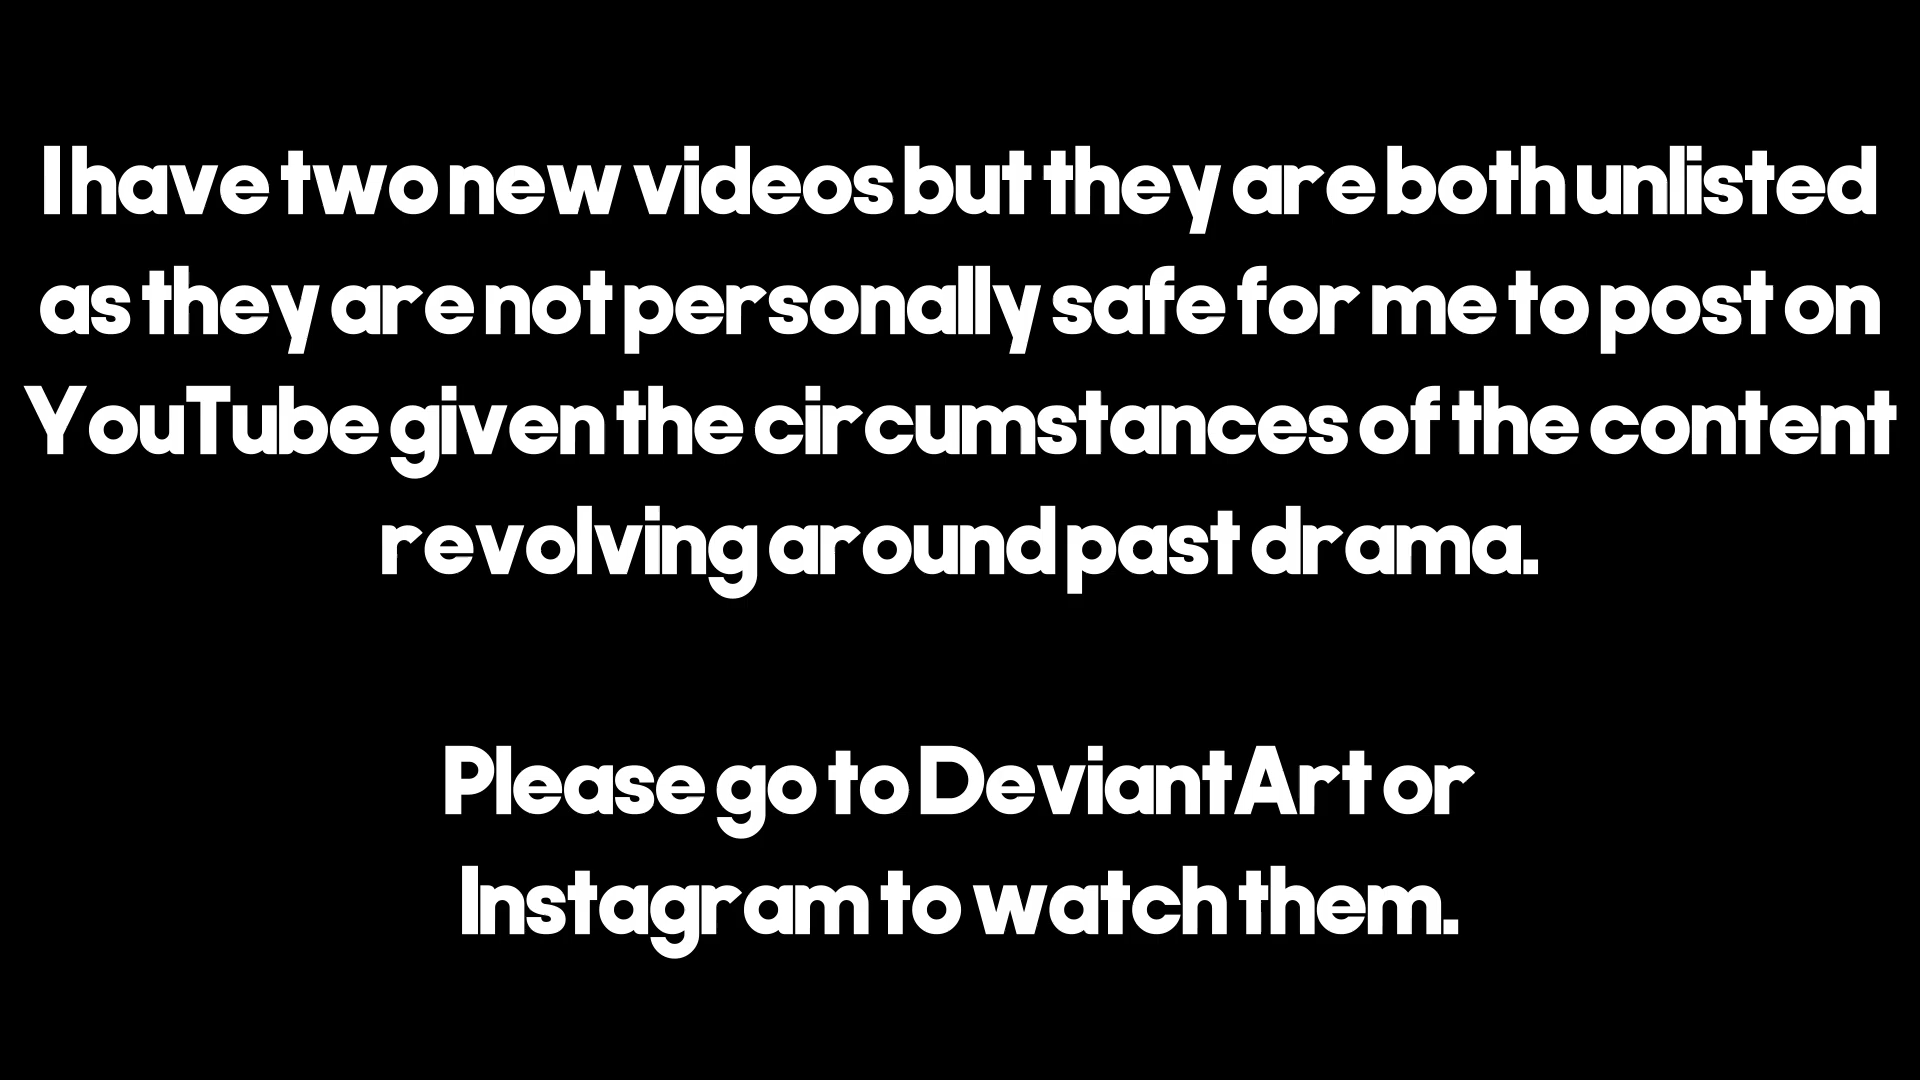 I have two new videos but they are both unlisted
as they are not personally safe for me to post on
YouTube given the circumstances of the content
revolving around past drama.
Please go to DeviantArt or
Instagram to watch them.